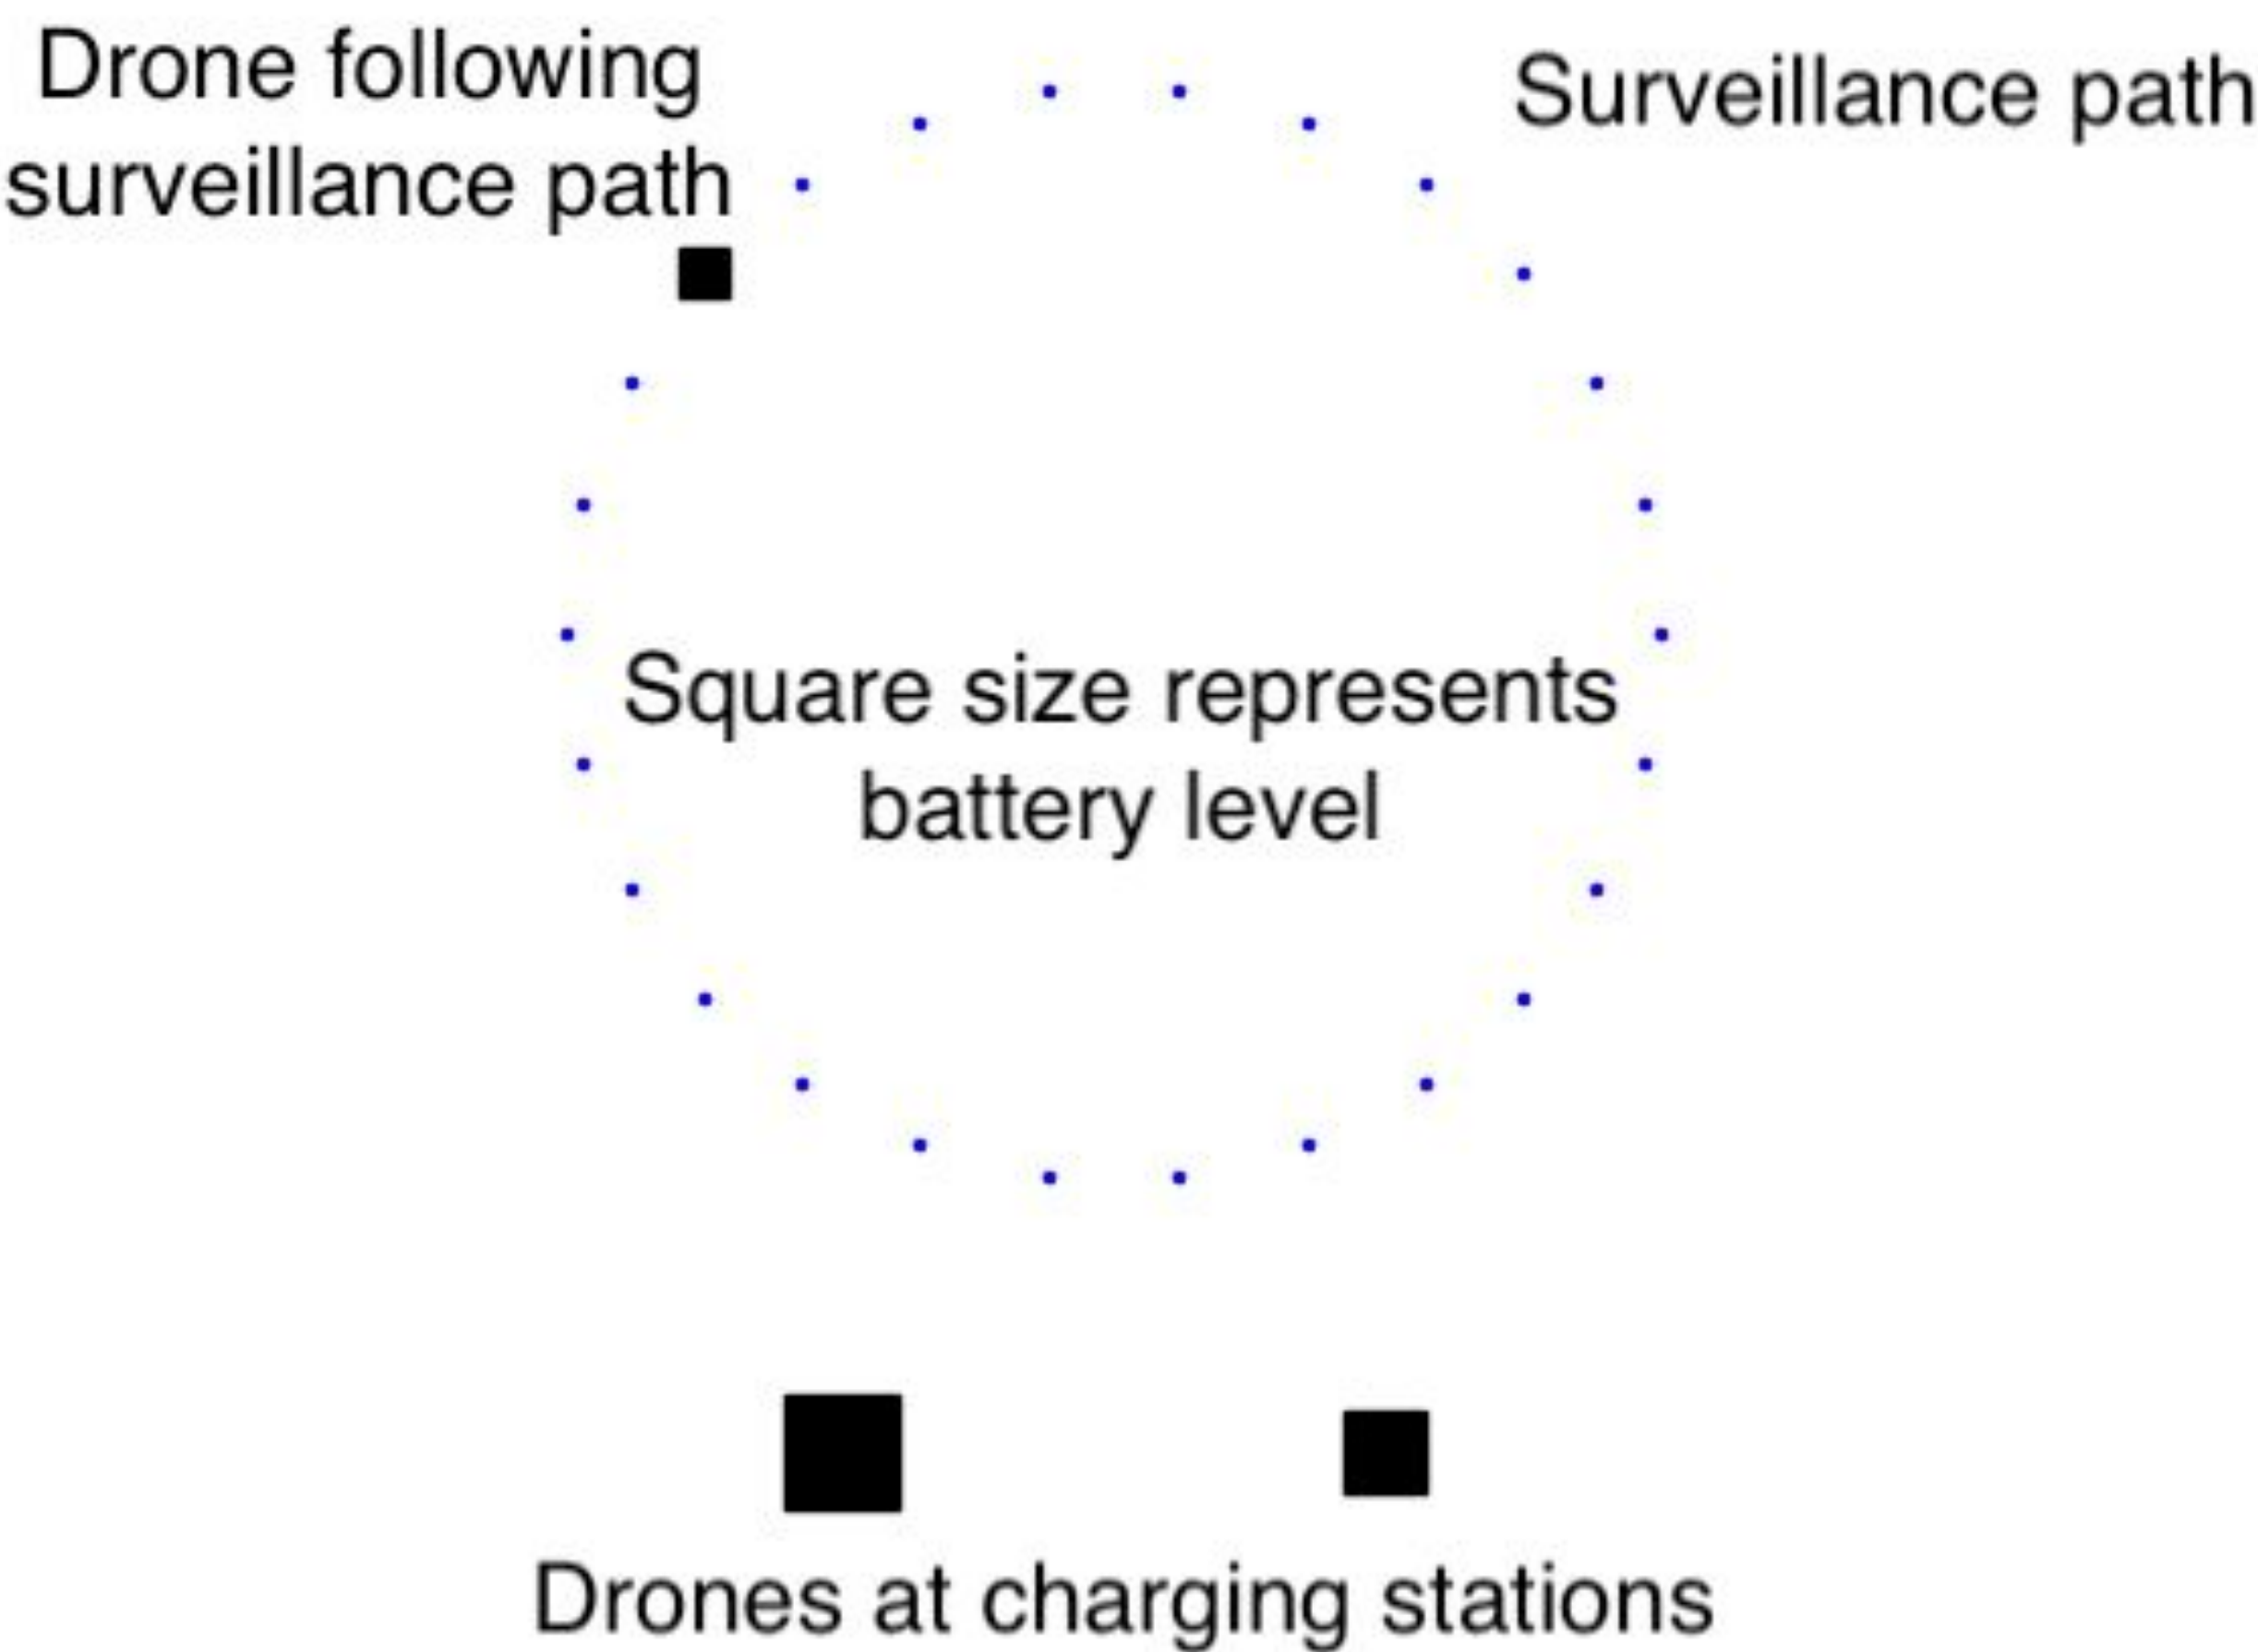 Drone following
surveillance path
Surveillance path
Square size represents
battery level
Drones at charging stations